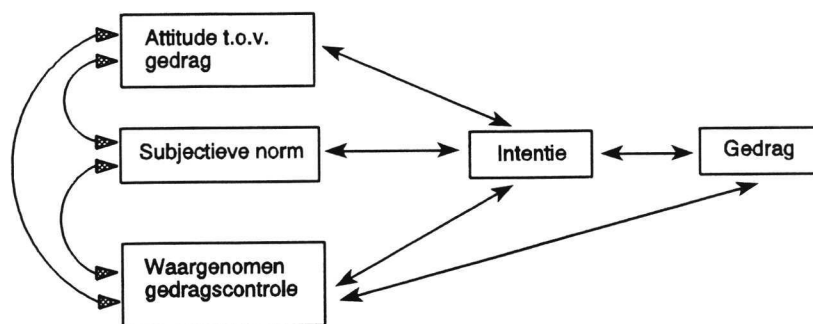 Attitude t.o.v.
gedrag
Subjectieve norm
Intentie
Gedrag
Waargenomen
gedragscontrole